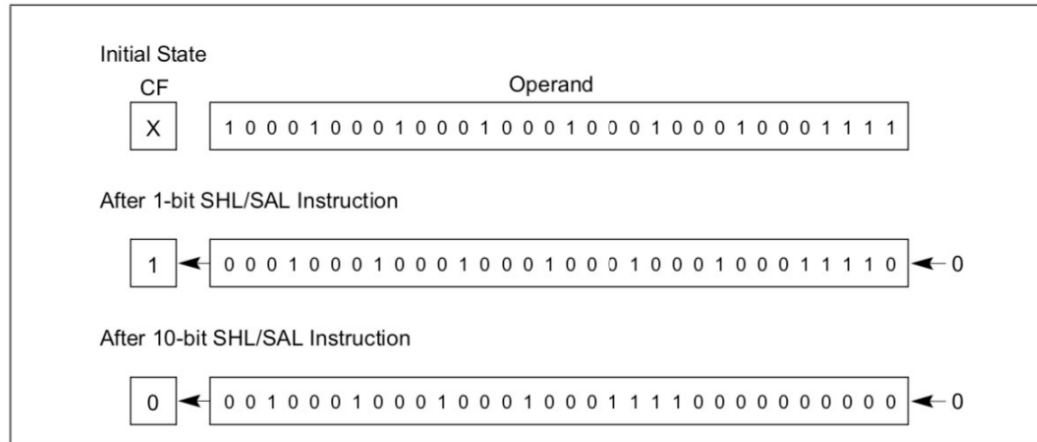 Initial State
CF Operand
X 1 0 0 0 1 0 0 0 1 0 0 0 1 0 0 0 1 0 0 0 1 0 0 0 1 0 0 0 1 1 1 1
After 1-bit SHL/SAL Instruction
1 0 0 0 1 0 0 0 1 0 0 0 1 0 0 0 1 0 0 0 1 0 0 0 1 0 0 0 1 1 1 1 0 0
After 10-bit SHL/SAL Instruction
0 0 0 1 0 0 0 1 0 0 0 1 0 0 0 1 0 0 0 1 1 1 1 0 0 0 0 0 0 0 0 0 0 0